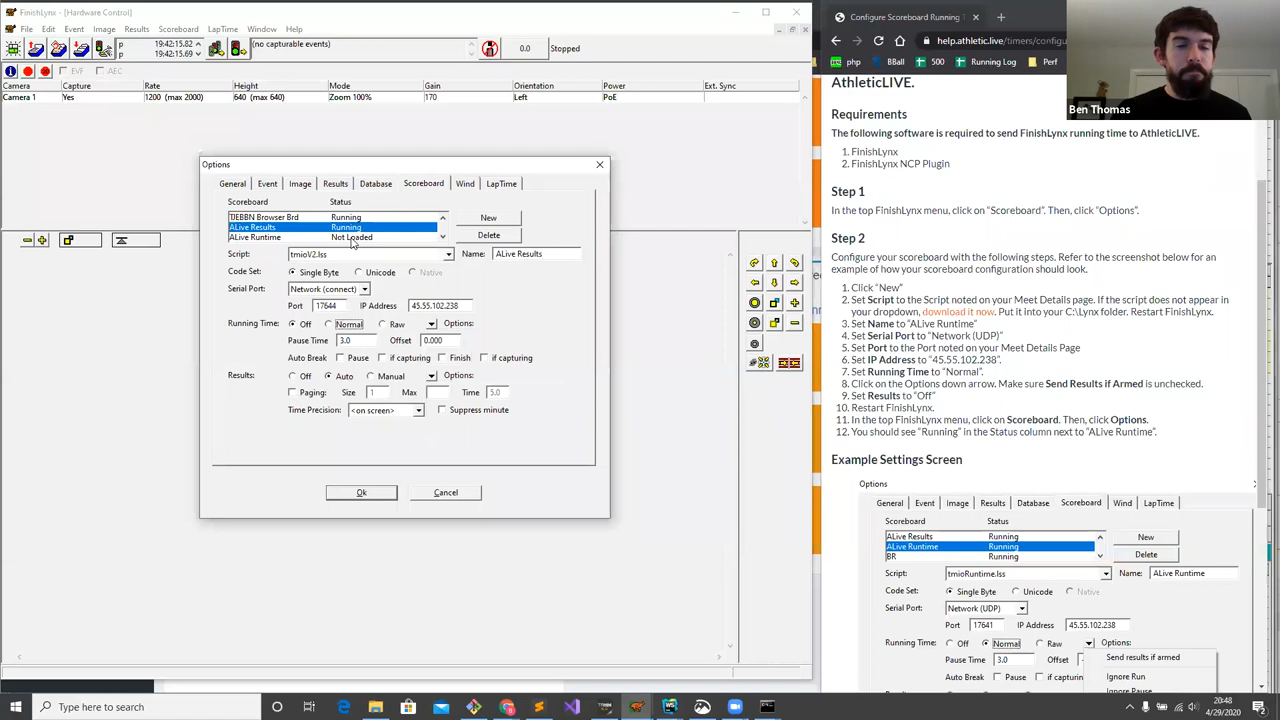 FinishLynx - [Hardware Control]
File Edit Event Image Results Scoreboard LapTime Window Help
p 19:42:15.82
p 19:42:15.69
(no capturable events)
0.0 Stopped
EVF AEC
Camera Capture Rate Height Mode Gain Orientation Power Ext. Sync
Camera 1 Yes 1200 (max 2000) 640 (max 640) Zoom 100% 170 Left PoE
Options
General Event Image Results Database Scoreboard Wind LapTime
Scoreboard Status
TJEBBN Browser Brd Running
ALive Results Running
ALive Runtime Not Loaded
New
Delete
Script: tmioV2.lss Name: ALive Results
Code Set: Single Byte Unicode Native
Serial Port: Network (connect)
Port 17644 IP Address 45.55.102.238
Running Time: Off Normal Raw Options:
Pause Time 3.0 Offset 0.000
Auto Break Pause if capturing Finish if capturing
Results: Off Auto Manual Options:
Paging: Size 1 Max Time 5.0
Time Precision: <on screen> Suppress minute
Ok Cancel
Configure Scoreboard Running
help.athletic.live/timers/configu
php BBall 500 Running Log Perf
Ben Thomas
AthleticLIVE.
Requirements
The following software is required to send FinishLynx running time to AthleticLIVE.
1. FinishLynx
2. FinishLynx NCP Plugin
Step 1
In the top FinishLynx menu, click on "Scoreboard". Then, click "Options".
Step 2
Configure your scoreboard with the following steps. Refer to the screenshot below for an
example of how your scoreboard configuration should look.
1. Click "New"
2. Set Script to the Script noted on your Meet Details page. If the script does not appear in
your dropdown, download it now. Put it into your C:\Lynx folder. Restart FinishLynx.
3. Set Name to "ALive Runtime"
4. Set Serial Port to "Network (UDP)"
5. Set Port to the Port noted on your Meet Details Page
6. Set IP Address to "45.55.102.238".
7. Set Running Time to "Normal".
8. Click on the Options down arrow. Make sure Send Results if Armed is unchecked.
9. Set Results to "Off"
10. Restart FinishLynx.
11. In the top FinishLynx menu, click on Scoreboard. Then, click Options.
12. You should see "Running" in the Status column next to "ALive Runtime".
Example Settings Screen
Options
General Event Image Results Database Scoreboard Wind LapTime
Scoreboard Status
ALive Results Running
ALive Runtime Running
BR Running
New
Delete
Script: tmioRuntime.lss Name: ALive Runtime
Code Set: Single Byte Unicode Native
Serial Port: Network (UDP)
Port 17641 IP Address 45.55.102.238
Running Time: Off Normal Raw Options:
Pause Time 3.0 Offset
Auto Break Pause if capturin
Send results if armed
Ignore Run
Ignore Pause
Type here to search
20:48
4/29/2020